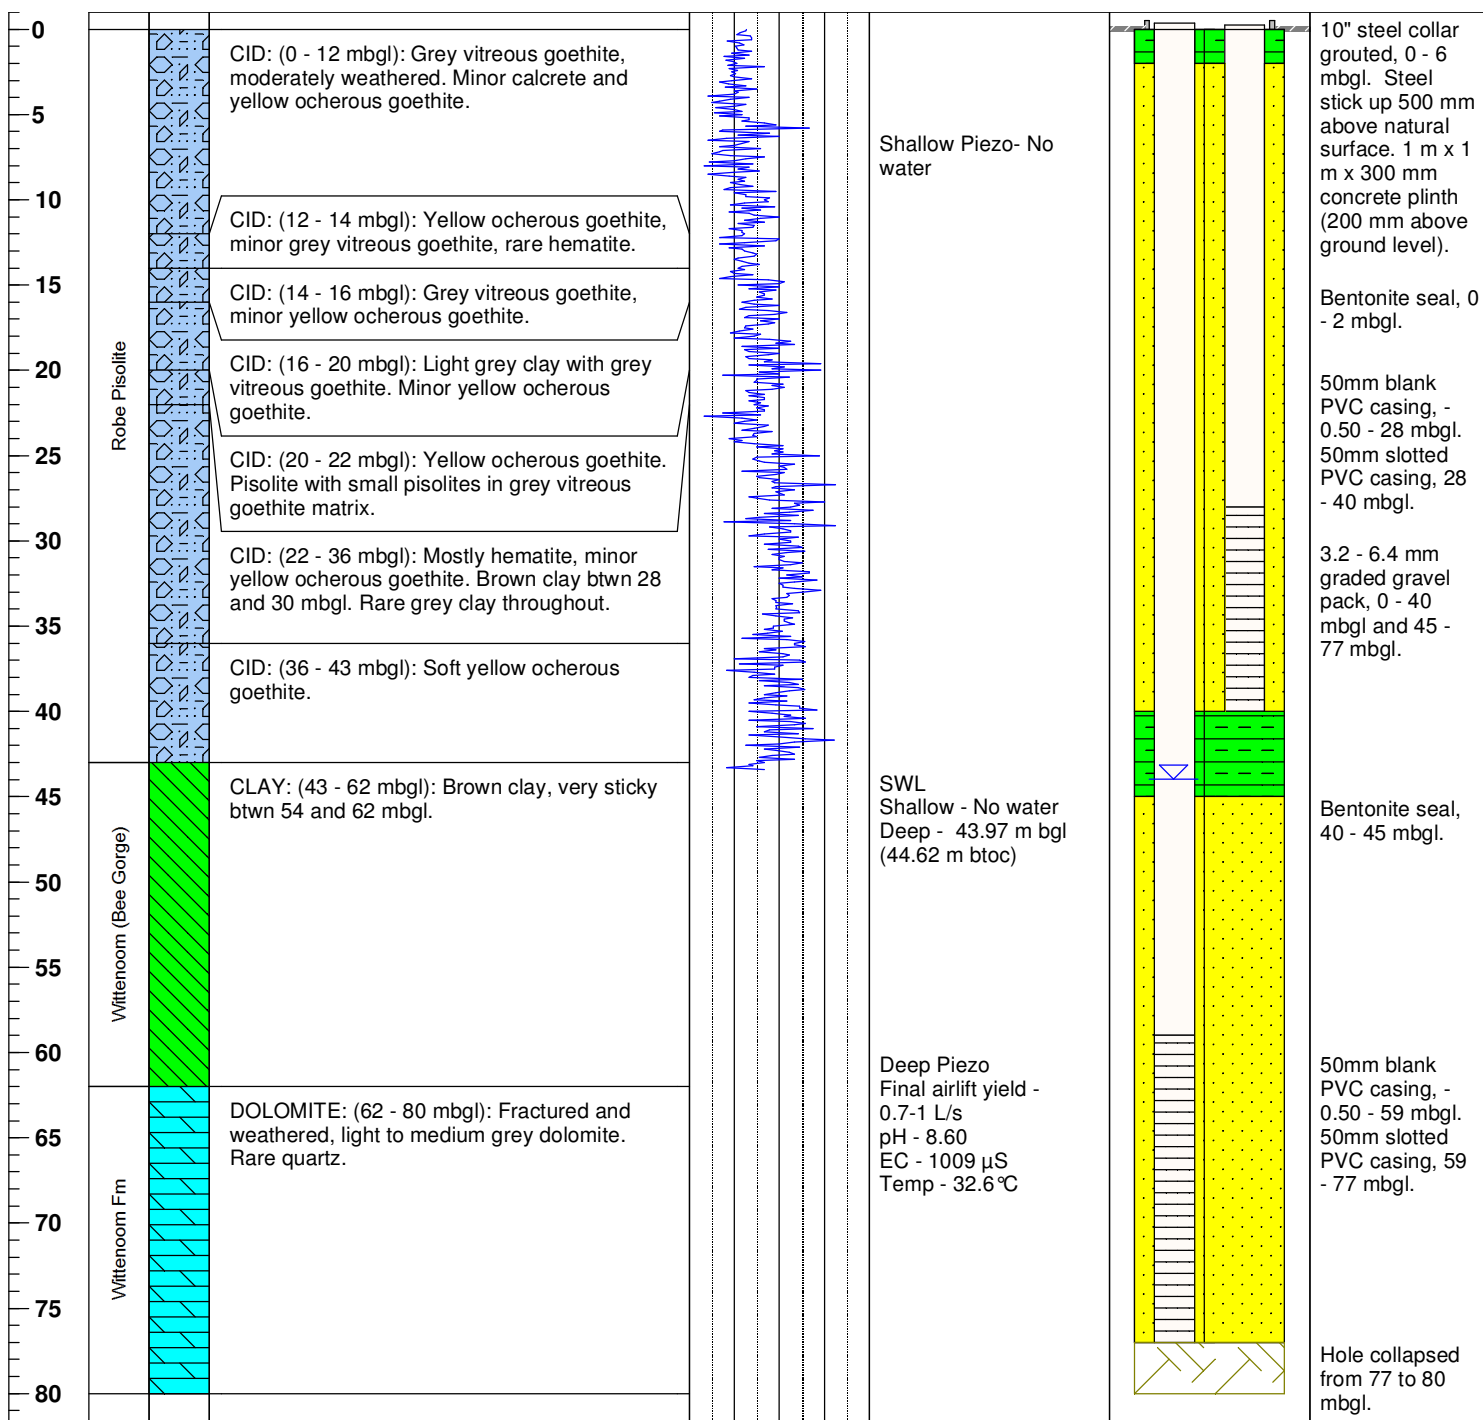 0
5
10
15
20
25
30
35
40
45
50
55
60
65
70
75
80
Robe Pisolite
Wittenoom (Bee Gorge)
Wittenoom Fm
CID: (0 - 12 mbgl): Grey vitreous goethite,
moderately weathered. Minor calcrete and
yellow ocherous goethite.
CID: (12 - 14 mbgl): Yellow ocherous goethite,
minor grey vitreous goethite, rare hematite.
CID: (14 - 16 mbgl): Grey vitreous goethite,
minor yellow ocherous goethite.
CID: (16 - 20 mbgl): Light grey clay with grey
vitreous goethite. Minor yellow ocherous
goethite.
CID: (20 - 22 mbgl): Yellow ocherous goethite.
Pisolite with small pisolites in grey vitreous
goethite matrix.
CID: (22 - 36 mbgl): Mostly hematite, minor
yellow ocherous goethite. Brown clay btwn 28
and 30 mbgl. Rare grey clay throughout.
CID: (36 - 43 mbgl): Soft yellow ocherous
goethite.
CLAY: (43 - 62 mbgl): Brown clay, very sticky
btwn 54 and 62 mbgl.
DOLOMITE: (62 - 80 mbgl): Fractured and
weathered, light to medium grey dolomite.
Rare quartz.
Shallow Piezo- No
water
SWL
Shallow - No water
Deep - 43.97 m bgl
(44.62 m btoc)
Deep Piezo
Final airlift yield -
0.7-1 L/s
pH - 8.60
EC - 1009 µS
Temp - 32.6°C
10" steel collar
grouted, 0 - 6
mbgl. Steel
stick up 500 mm
above natural
surface. 1 m x 1
m x 300 mm
concrete plinth
(200 mm above
ground level).
Bentonite seal, 0
- 2 mbgl.
50mm blank
PVC casing, -
0.50 - 28 mbgl.
50mm slotted
PVC casing, 28
- 40 mbgl.
3.2 - 6.4 mm
graded gravel
pack, 0 - 40
mbgl and 45 -
77 mbgl.
Bentonite seal,
40 - 45 mbgl.
50mm blank
PVC casing, -
0.50 - 59 mbgl.
50mm slotted
PVC casing, 59
- 77 mbgl.
Hole collapsed
from 77 to 80
mbgl.